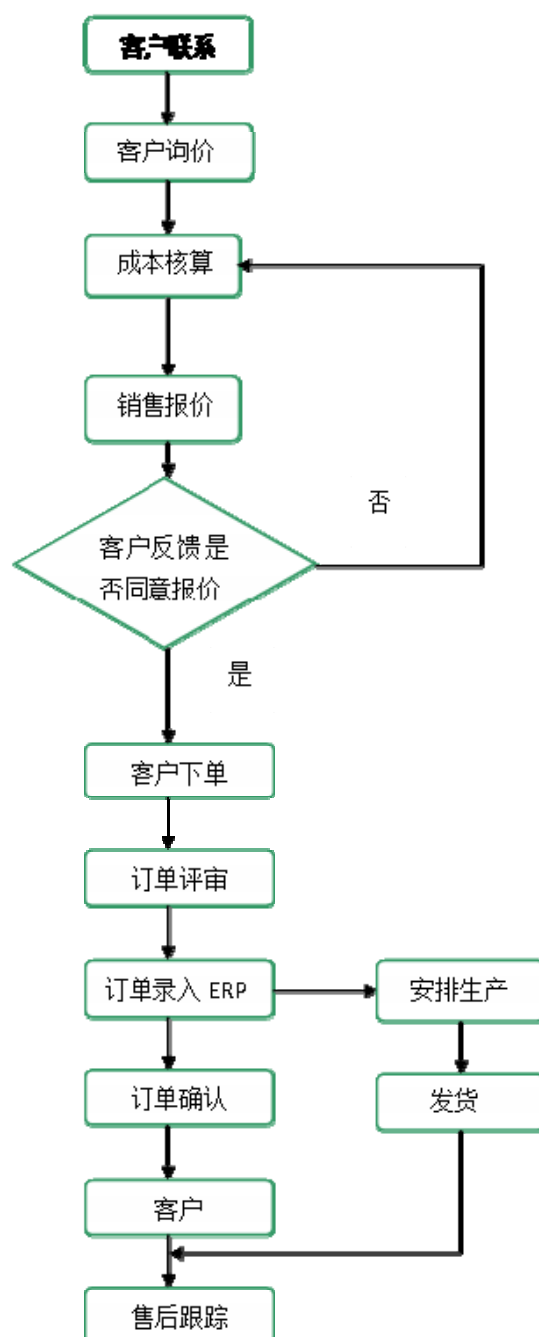 客户联系
客户询价
成本核算
销售报价
否
客户反馈是
否同意报价
是
客户下单
订单评审
订单录入 ERP
安排生产
订单确认
发货
客户
售后跟踪